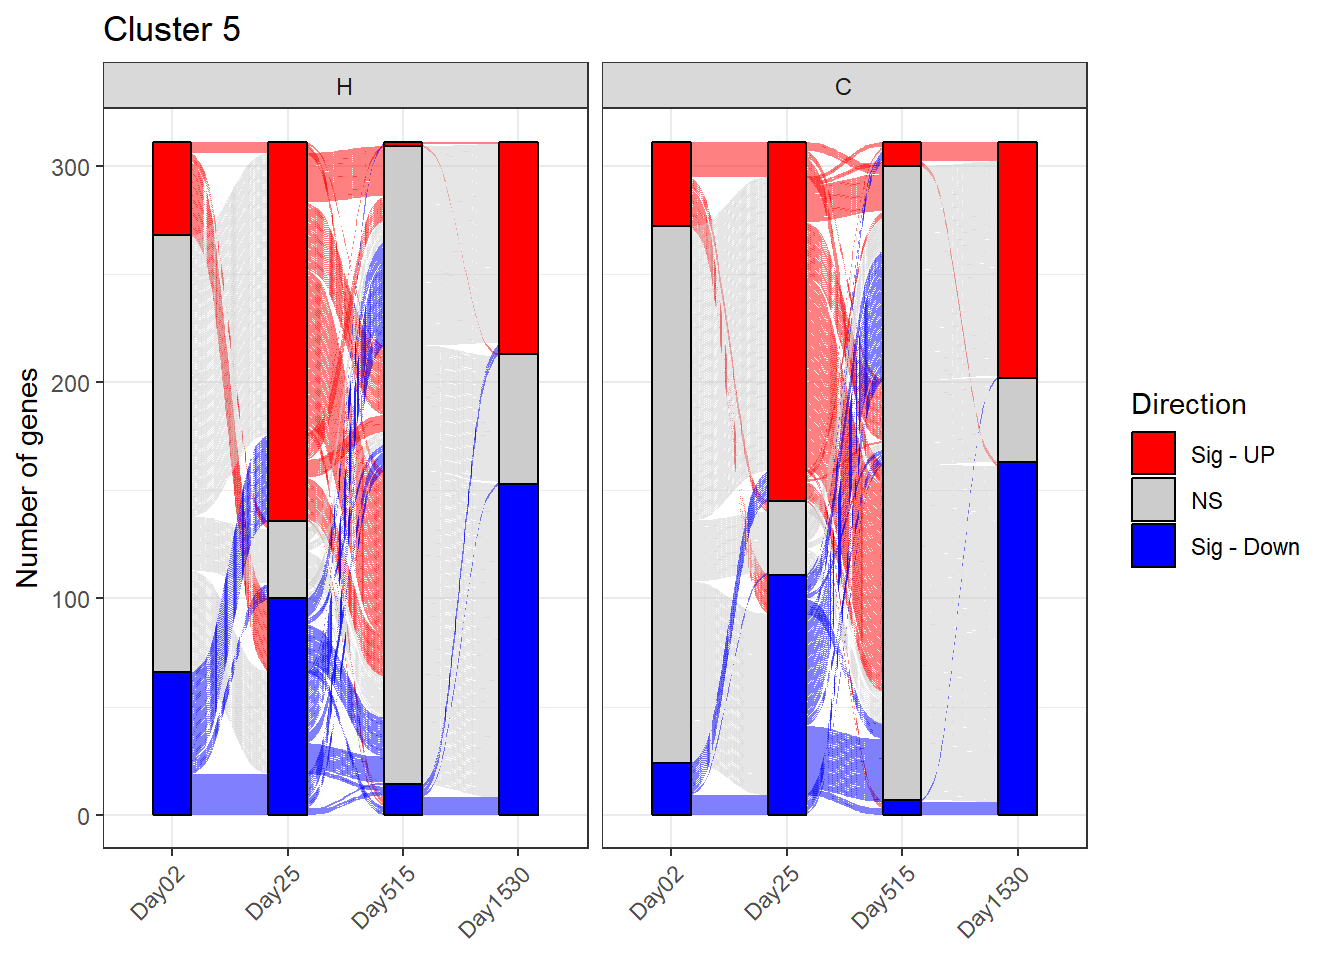 Cluster 5
H
C
Number of genes
300
200
100
0
Day02
Day25
Day515
Day1530
Day02
Day25
Day515
Day1530
Direction
Sig - UP
NS
Sig - Down